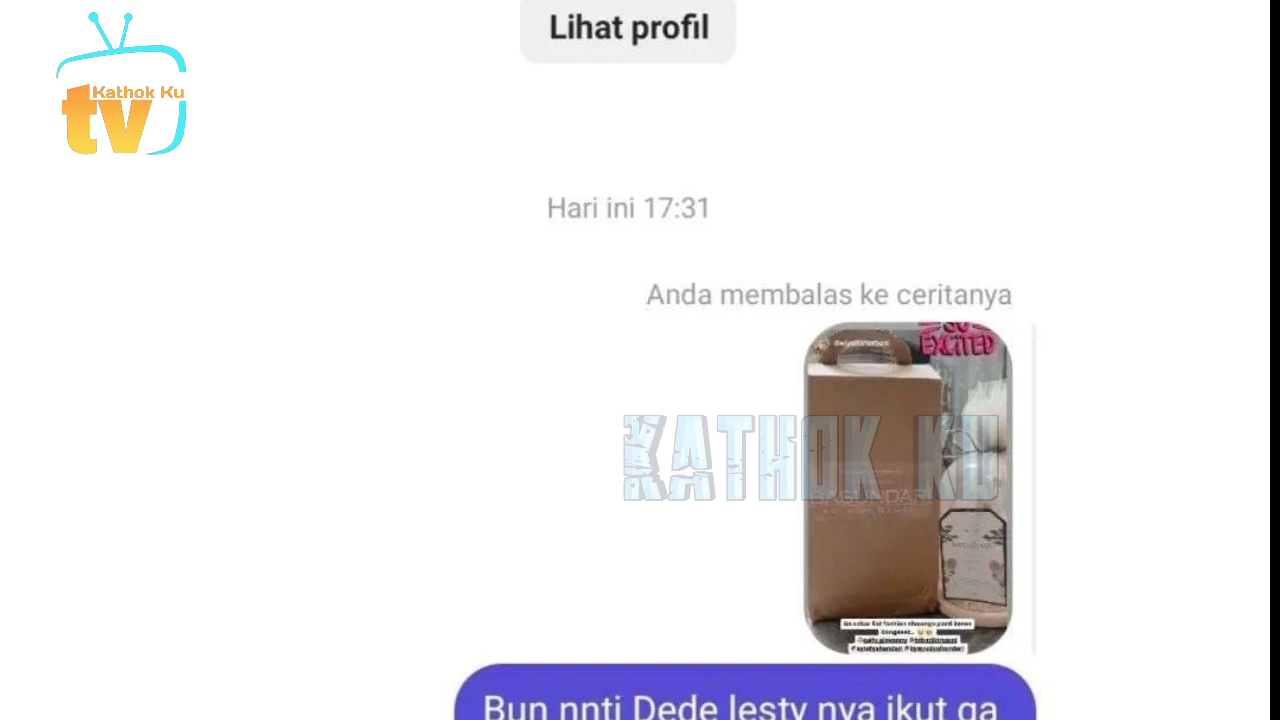 Lihat profil
Kathok Ku
tv
Hari ini 17:31
Anda membalas ke ceritanya
EXCITED
KATHOK KU
Bun nnti Dede lesty nya ikut ga